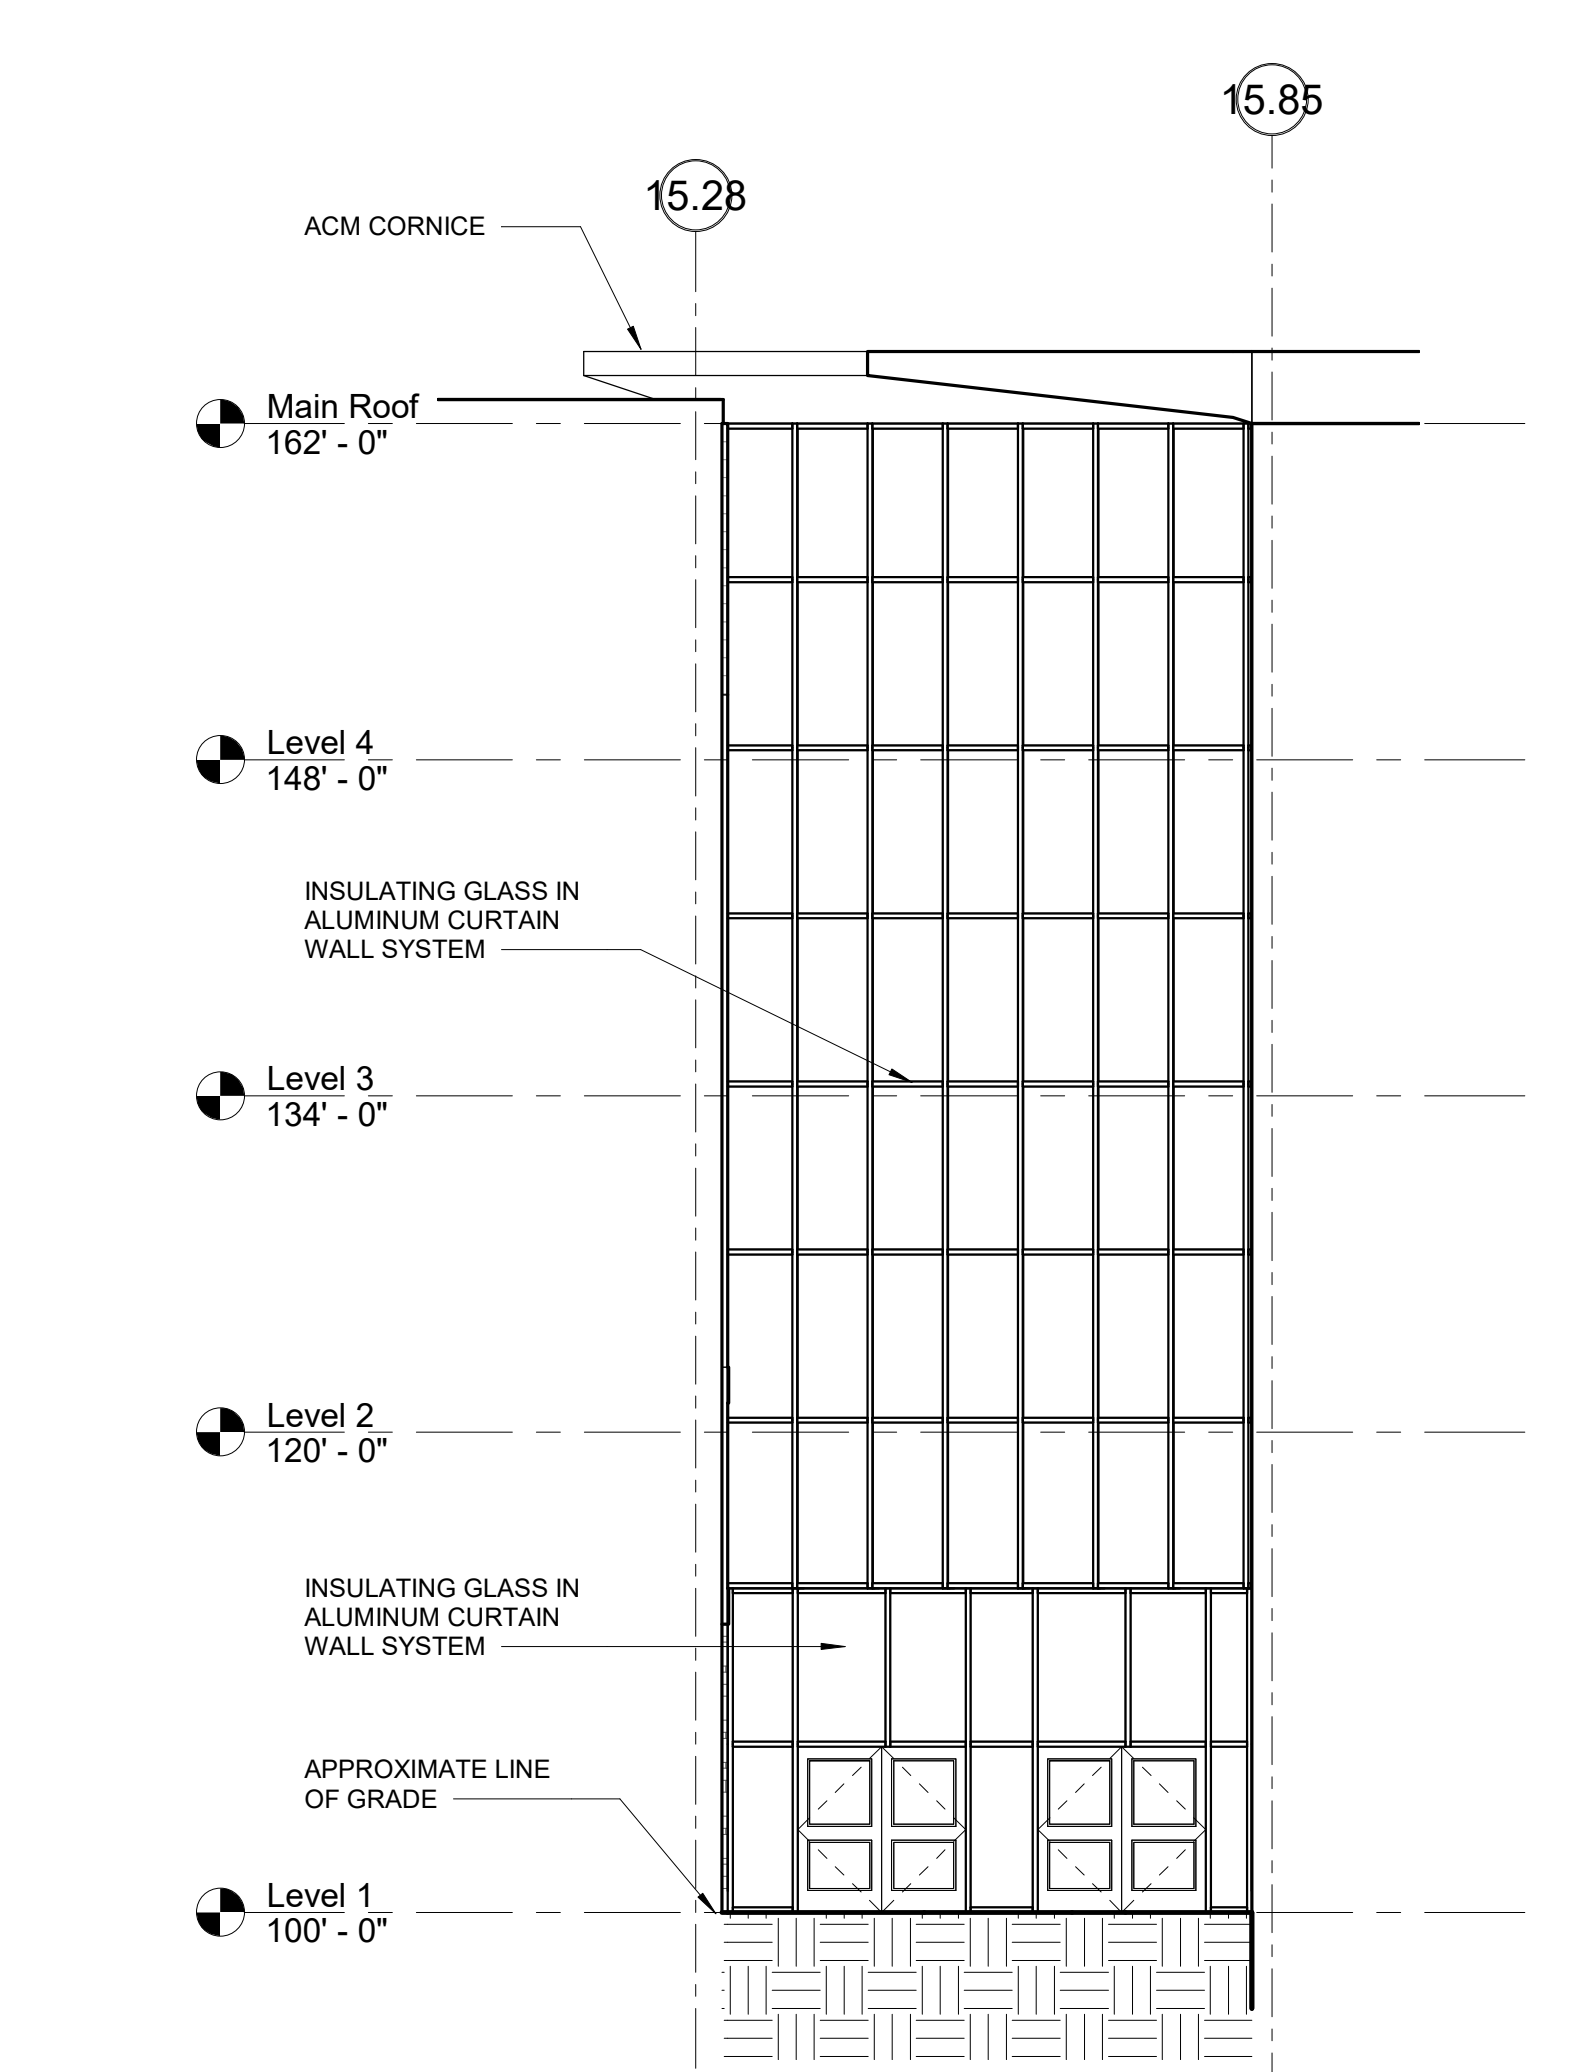 15.85
15.28
ACM CORNICE
Main Roof
162' - 0"
Level 4
148' - 0"
INSULATING GLASS IN
ALUMINUM CURTAIN
WALL SYSTEM
Level 3
134' - 0"
Level 2
120' - 0"
INSULATING GLASS IN
ALUMINUM CURTAIN
WALL SYSTEM
APPROXIMATE LINE
OF GRADE
Level 1
100' - 0"